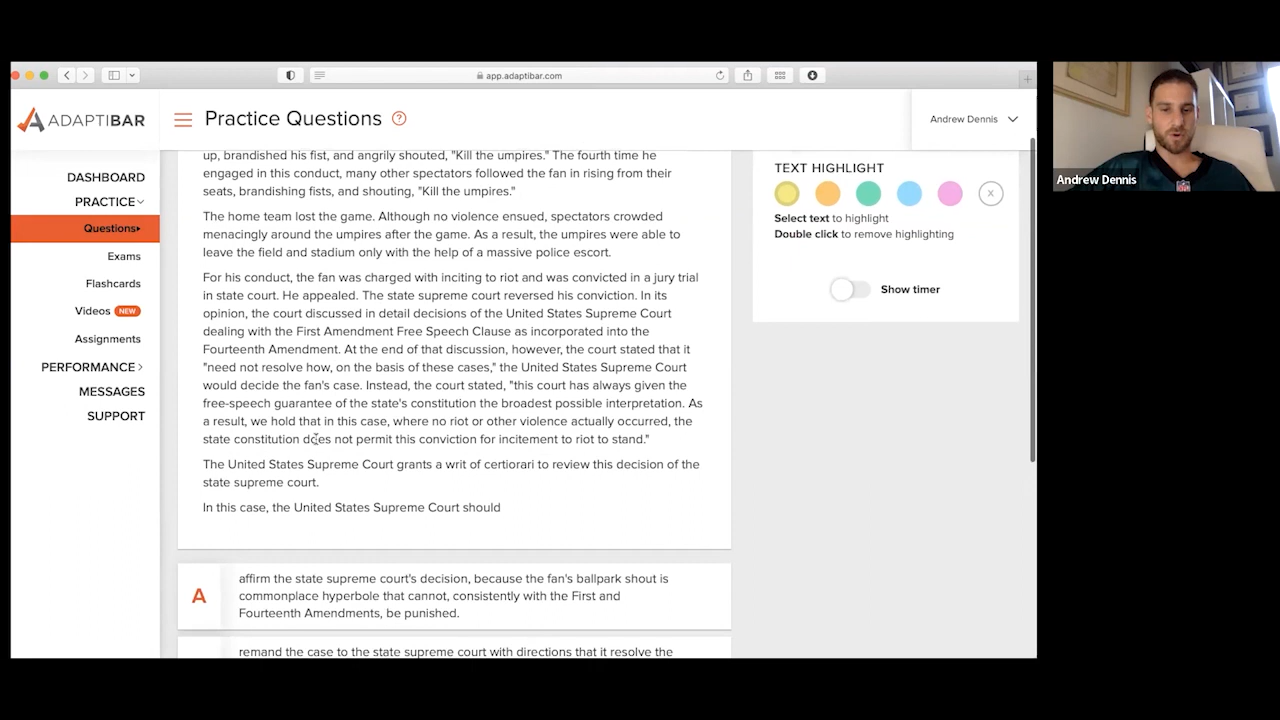 app.adaptibar.com
ADAPTIBAR
Practice Questions
?
Andrew Dennis
DASHBOARD
PRACTICE
Questions
Exams
Flashcards
Videos NEW
Assignments
PERFORMANCE
MESSAGES
SUPPORT
up, brandished his fist, and angrily shouted, "Kill the umpires." The fourth time he
engaged in this conduct, many other spectators followed the fan in rising from their
seats, brandishing fists, and shouting, "Kill the umpires."
The home team lost the game. Although no violence ensued, spectators crowded
menacingly around the umpires after the game. As a result, the umpires were able to
leave the field and stadium only with the help of a massive police escort.
For his conduct, the fan was charged with inciting to riot and was convicted in a jury trial
in state court. He appealed. The state supreme court reversed his conviction. In its
opinion, the court discussed in detail decisions of the United States Supreme Court
dealing with the First Amendment Free Speech Clause as incorporated into the
Fourteenth Amendment. At the end of that discussion, however, the court stated that it
"need not resolve how, on the basis of these cases," the United States Supreme Court
would decide the fan's case. Instead, the court stated, "this court has always given the
free-speech guarantee of the state's constitution the broadest possible interpretation. As
a result, we hold that in this case, where no riot or other violence actually occurred, the
state constitution does not permit this conviction for incitement to riot to stand."
The United States Supreme Court grants a writ of certiorari to review this decision of the
state supreme court.
In this case, the United States Supreme Court should
A
affirm the state supreme court's decision, because the fan's ballpark shout is
commonplace hyperbole that cannot, consistently with the First and
Fourteenth Amendments, be punished.
remand the case to the state supreme court with directions that it resolve the
TEXT HIGHLIGHT
Select text to highlight
Double click to remove highlighting
Show timer
Andrew Dennis